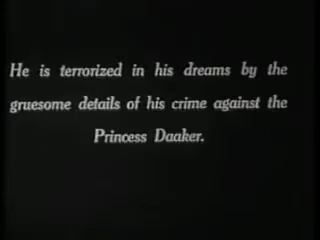 He is terrorized in his dreams by the
gruesome details of his crime against the
Princess Daaker.